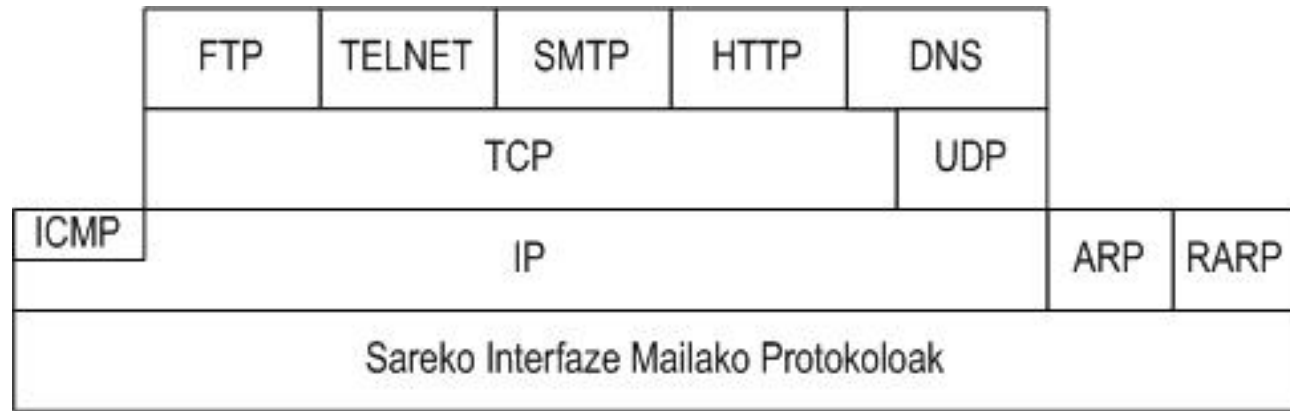 FTP TELNET SMTP HTTP DNS
TCP UDP
ICMP IP ARP RARP
Sareko Interfaze Mailako Protokoloak